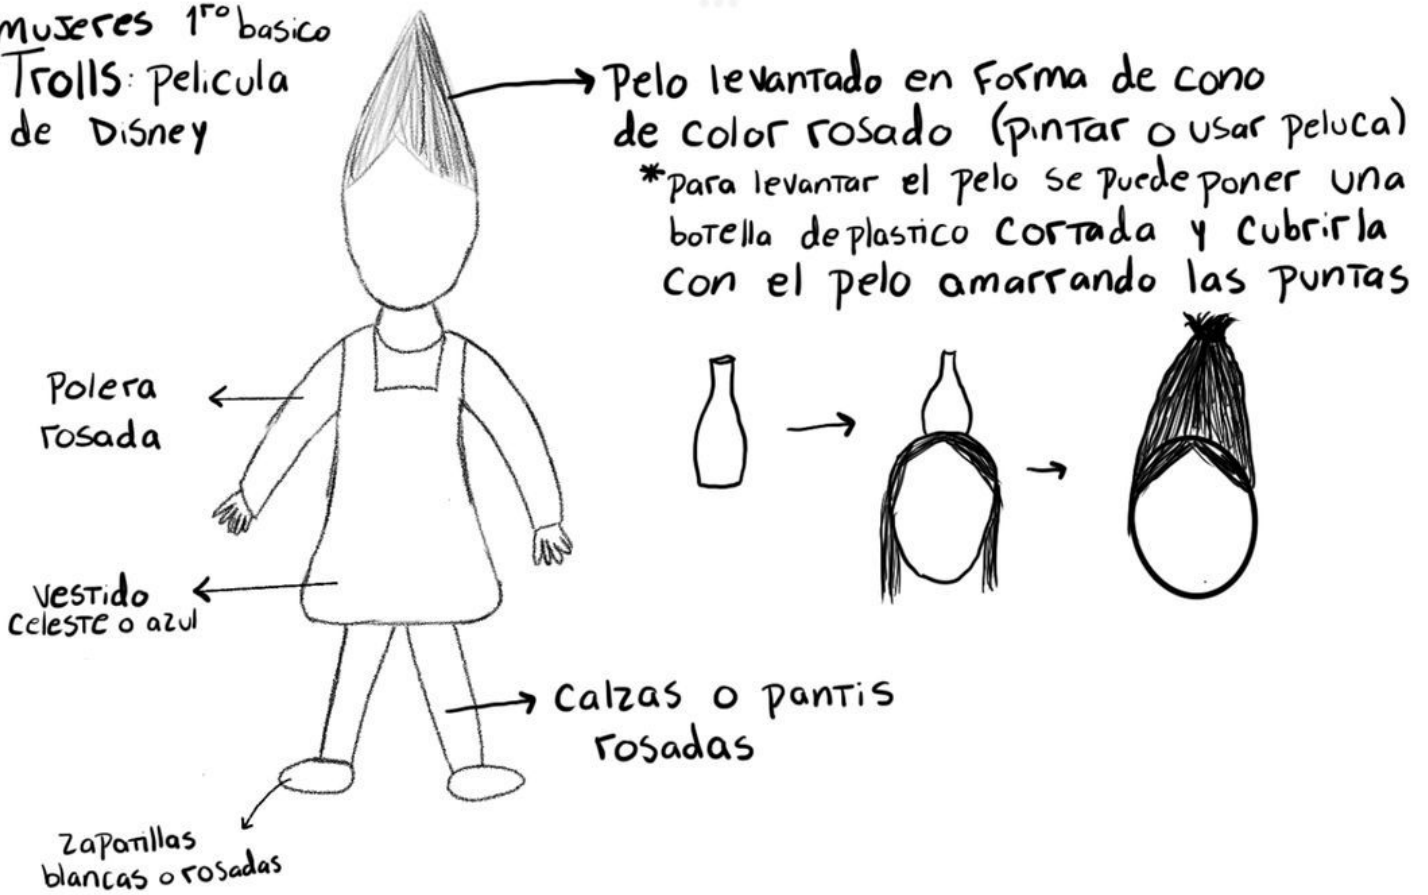 mujeres 1ro basico
Trolls: pelicula
de Disney
Pelo levantado en forma de cono
de color rosado (pintar o usar peluca)
*para levantar el pelo se puede poner una
botella de plastico cortada y cubrirla
con el pelo amarrando las puntas
Polera
rosada
vestido
celeste o azul
calzas o pantis
rosadas
zapatillas
blancas o rosadas